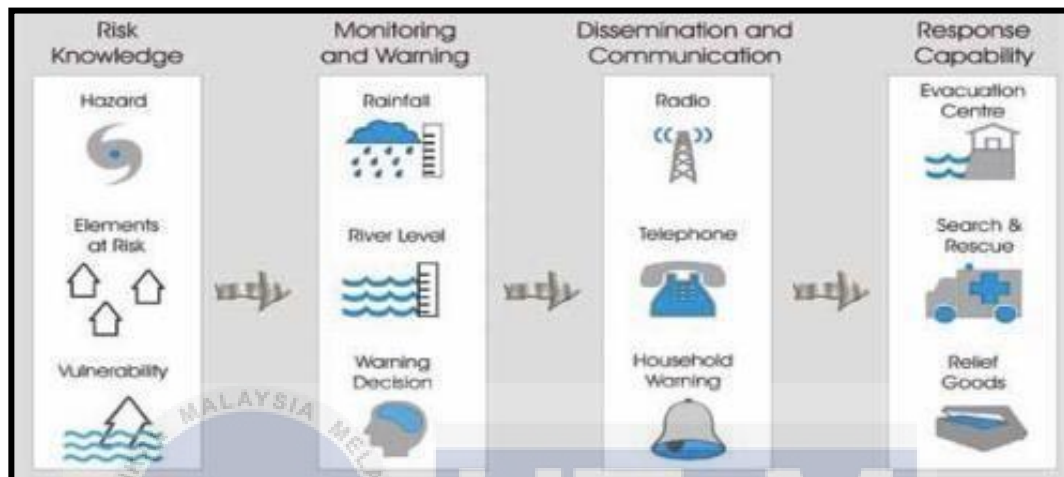 Risk
Knowledge
Hazard
Elements
at Risk
Vulnerability
Monitoring
and Warning
Rainfall
River Level
Warning
Decision
Dissemination and
Communication
Radio
Telephone
Household
Warning
Response
Capability
Evacuation
Centre
Search &
Rescue
Relief
Goods
MALAYSIA